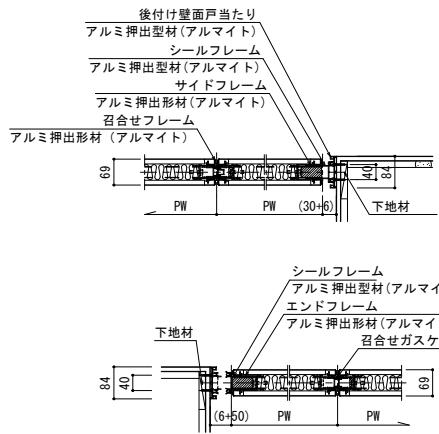 後付け壁面戸当たり
アルミ押出型材(アルマイト)
シールフレーム
アルミ押出型材(アルマイト)
サイドフレーム
アルミ押出形材(アルマイト)
召合せフレーム
アルミ押出形材 (アルマイト)
69
40
84
PW
PW
(30+6)
下地材
シールフレーム
アルミ押出型材(アルマイ
エンドフレーム
アルミ押出形材(アルマイ
召合せガスケ
下地材
84
40
69
(6+50)
PW
PW